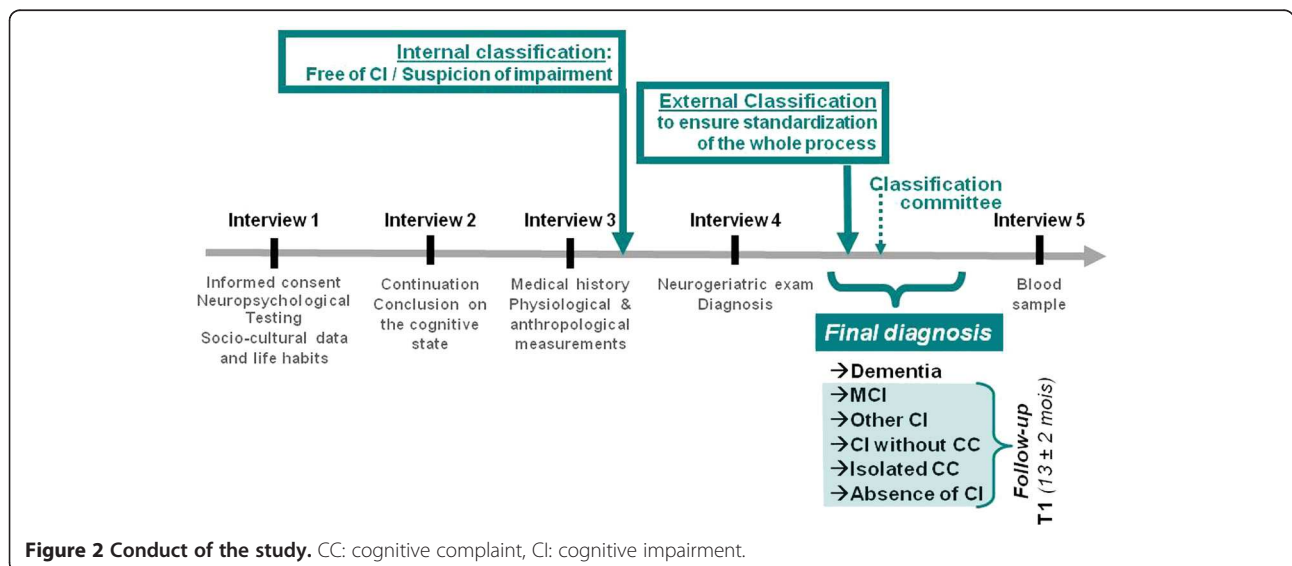 Internal classification:
Free of CI / Suspicion of impairment
External Classification
to ensure standardization
of the whole process
Classification
committee
Interview 1
Interview 2
Interview 3
Interview 4
Interview 5
Informed consent
Neuropsychological
Testing
Socio-cultural data
and life habits
Continuation
Conclusion on
the cognitive
state
Medical history
Physiological &
anthropological
measurements
Neurogeriatric exam
Diagnosis
Blood
sample
Final diagnosis
→Dementia
→MCI
→Other CI
→CI without CC
→Isolated CC
→Absence of CI
Follow-up
T1 (13 ± 2 mois)
Figure 2 Conduct of the study. CC: cognitive complaint, CI: cognitive impairment.